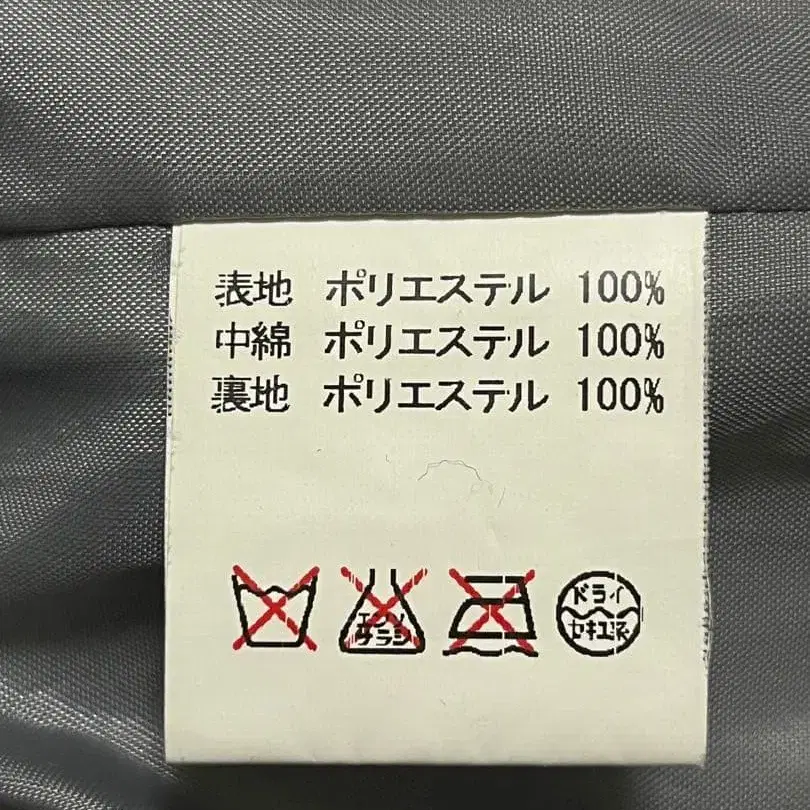 表地 ポリエステル 100%
中綿 ポリエステル 100%
裏地 ポリエステル 100%
エンソ
サラシ
ドライ
セキユ系